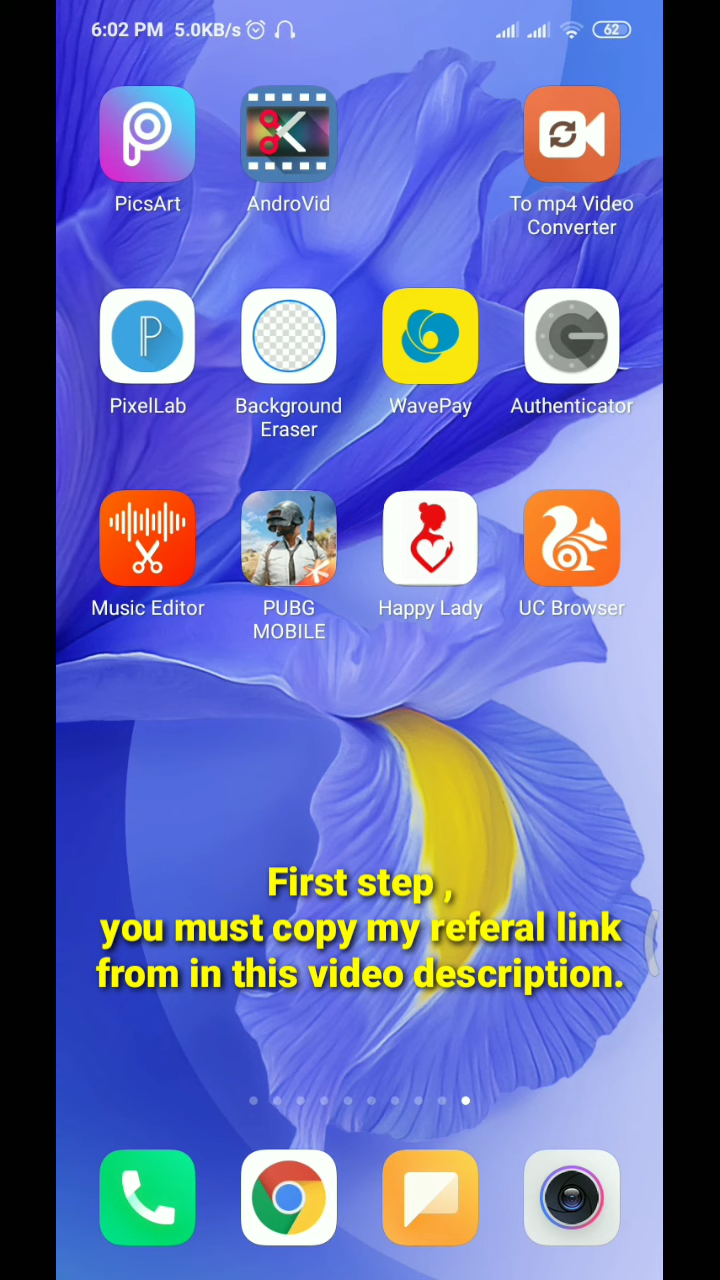 6:02 PM 5.0KB/s 62
PicsArt
AndroVid
To mp4 Video
Converter
PixelLab
Background
Eraser
WavePay
Authenticator
Music Editor
PUBG
MOBILE
Happy Lady
UC Browser
First step ,
you must copy my referal link
from in this video description.